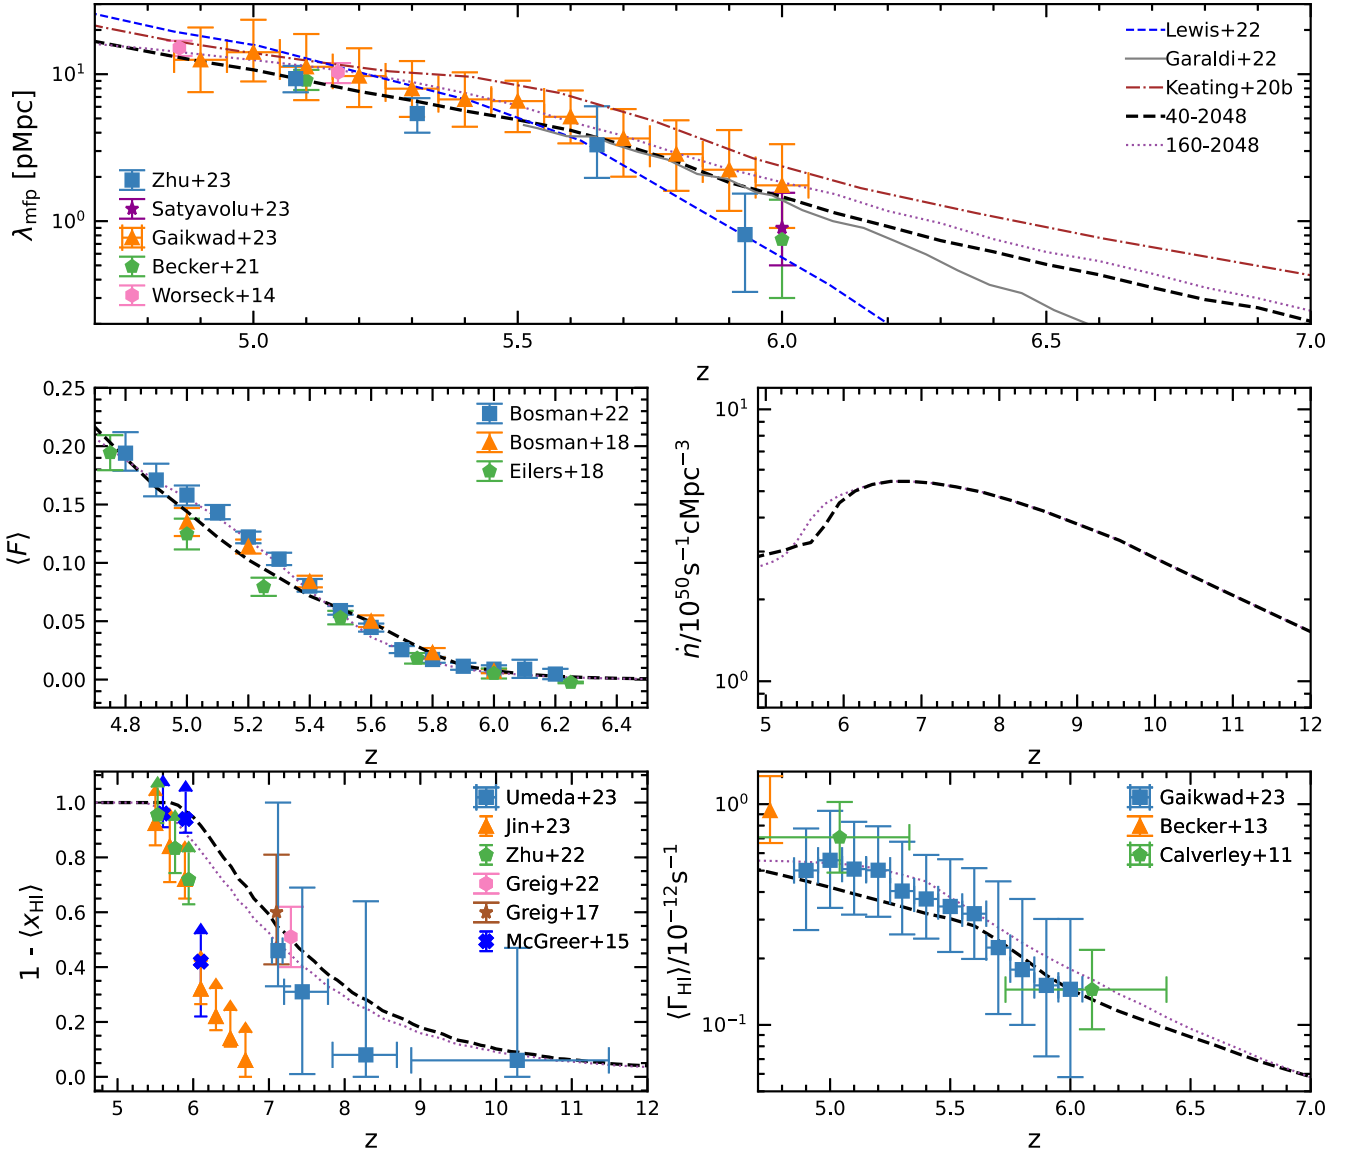 10¹
10⁰
λmfp [pMpc]
Lewis+22
Garaldi+22
Keating+20b
40-2048
160-2048
Zhu+23
Satyavolu+23
Gaikwad+23
Becker+21
Worseck+14
5.0 5.5 6.0 6.5 7.0
z
0.25
0.20
0.15
0.10
0.05
0.00
⟨F⟩
Bosman+22
Bosman+18
Eilers+18
4.8 5.0 5.2 5.4 5.6 5.8 6.0 6.2 6.4
z
10¹
10⁰
ṅ/10⁵⁰s⁻¹cMpc⁻³
5 6 7 8 9 10 11 12
z
1.0
0.8
0.6
0.4
0.2
0.0
1 - ⟨xHI⟩
Umeda+23
Jin+23
Zhu+22
Greig+22
Greig+17
McGreer+15
5 6 7 8 9 10 11 12
z
10⁰
10⁻¹
⟨ΓHI⟩/10⁻¹²s⁻¹
Gaikwad+23
Becker+13
Calverley+11
5.0 5.5 6.0 6.5 7.0
z